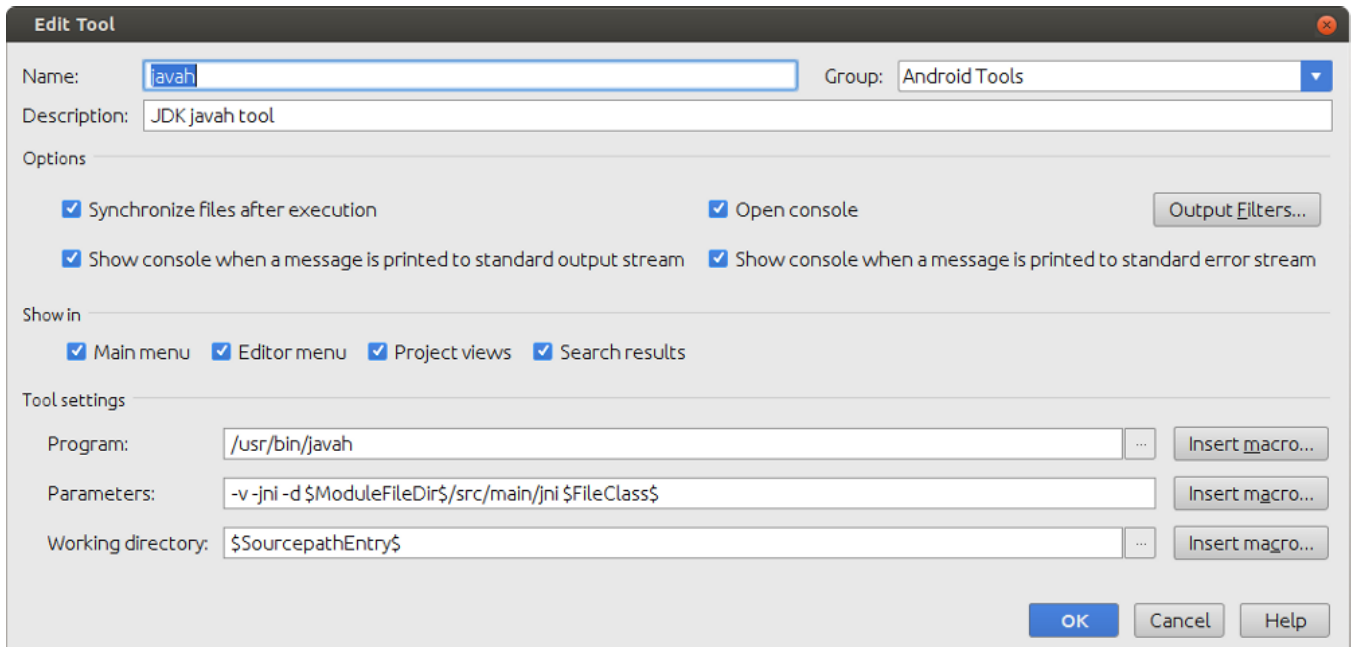 Edit Tool
Name: javah Group: Android Tools
Description: JDK javah tool
Options
Synchronize files after execution Open console Output Filters...
Show console when a message is printed to standard output stream Show console when a message is printed to standard error stream
Show in
Main menu Editor menu Project views Search results
Tool settings
Program: /usr/bin/javah ... Insert macro...
Parameters: -v -jni -d $ModuleFileDir$/src/main/jni $FileClass$ Insert macro...
Working directory: $SourcepathEntry$ ... Insert macro...
OK Cancel Help